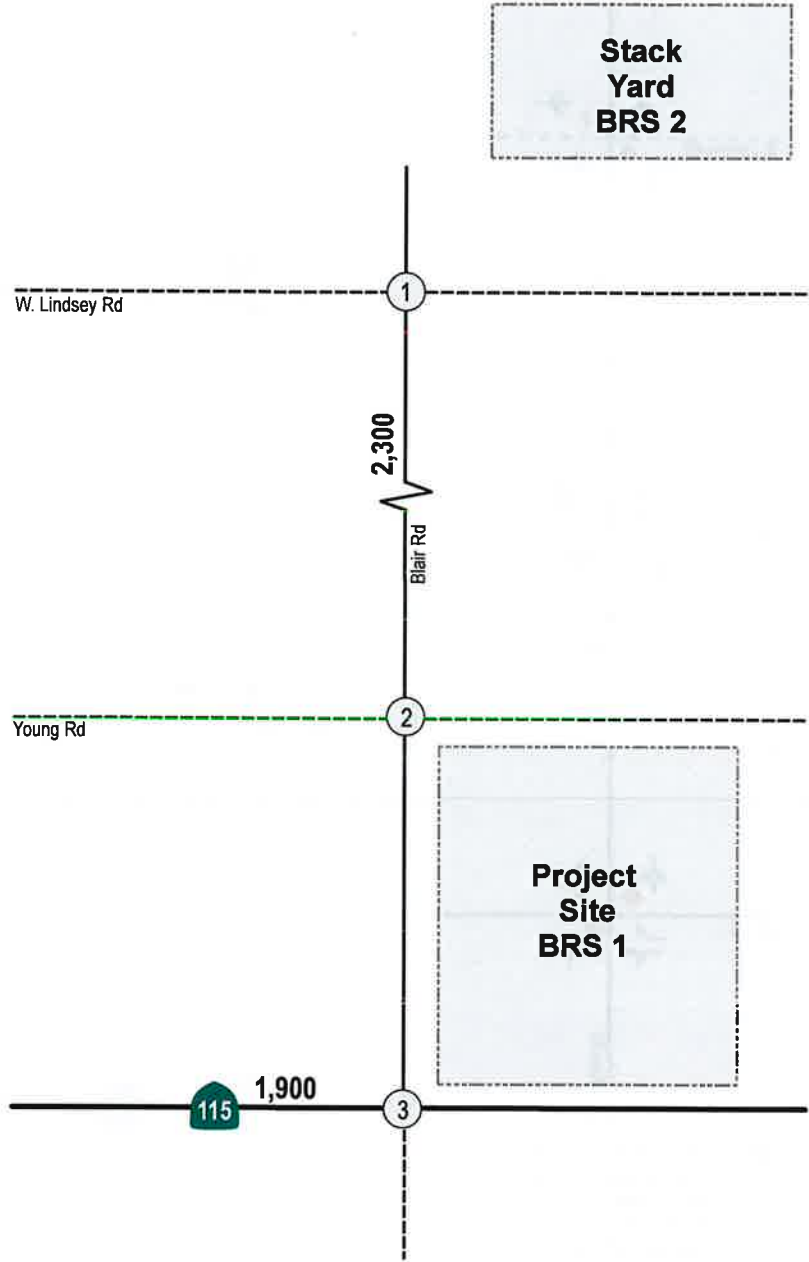 Stack
Yard
BRS 2
1
W. Lindsey Rd
2,300
Blair Rd
2
Young Rd
Project
Site
BRS 1
1,900
115
3